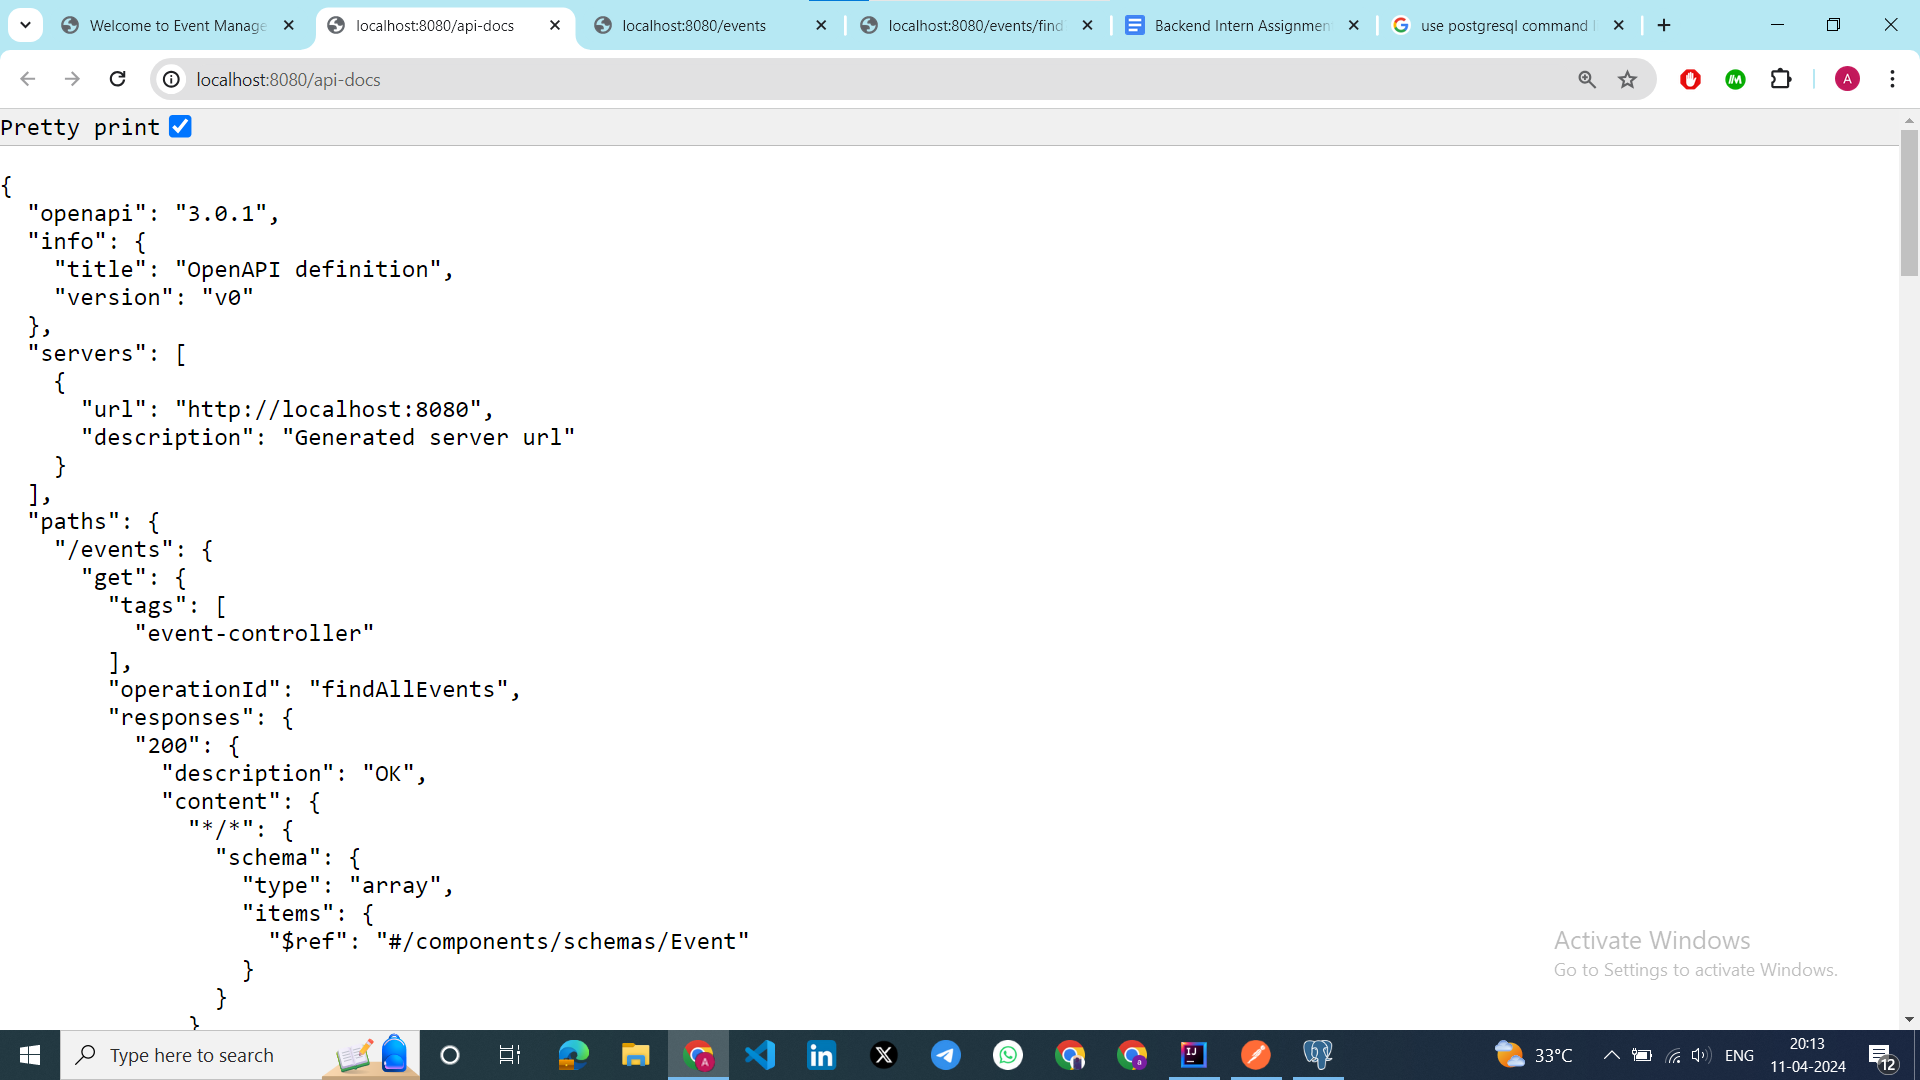 Welcome to Event Manage
localhost:8080/api-docs
localhost:8080/events
localhost:8080/events/find
Backend Intern Assignmen
use postgresql command l
localhost:8080/api-docs
A
Pretty print
{
"openapi": "3.0.1",
"info": {
"title": "OpenAPI definition",
"version": "v0"
},
"servers": [
{
"url": "http://localhost:8080",
"description": "Generated server url"
}
],
"paths": {
"/events": {
"get": {
"tags": [
"event-controller"
],
"operationId": "findAllEvents",
"responses": {
"200": {
"description": "OK",
"content": {
"*/*": {
"schema": {
"type": "array",
"items": {
"$ref": "#/components/schemas/Event"
}
}
}
Activate Windows
Go to Settings to activate Windows.
Type here to search
33°C
ENG
20:13
11-04-2024
12